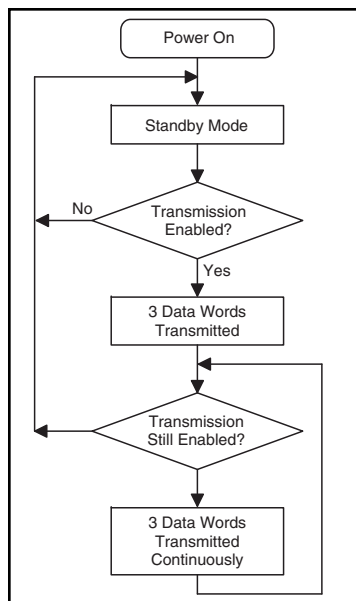 Power On
Standby Mode
Transmission
Enabled?
No
Yes
3 Data Words
Transmitted
Transmission
Still Enabled?
3 Data Words
Transmitted
Continuously